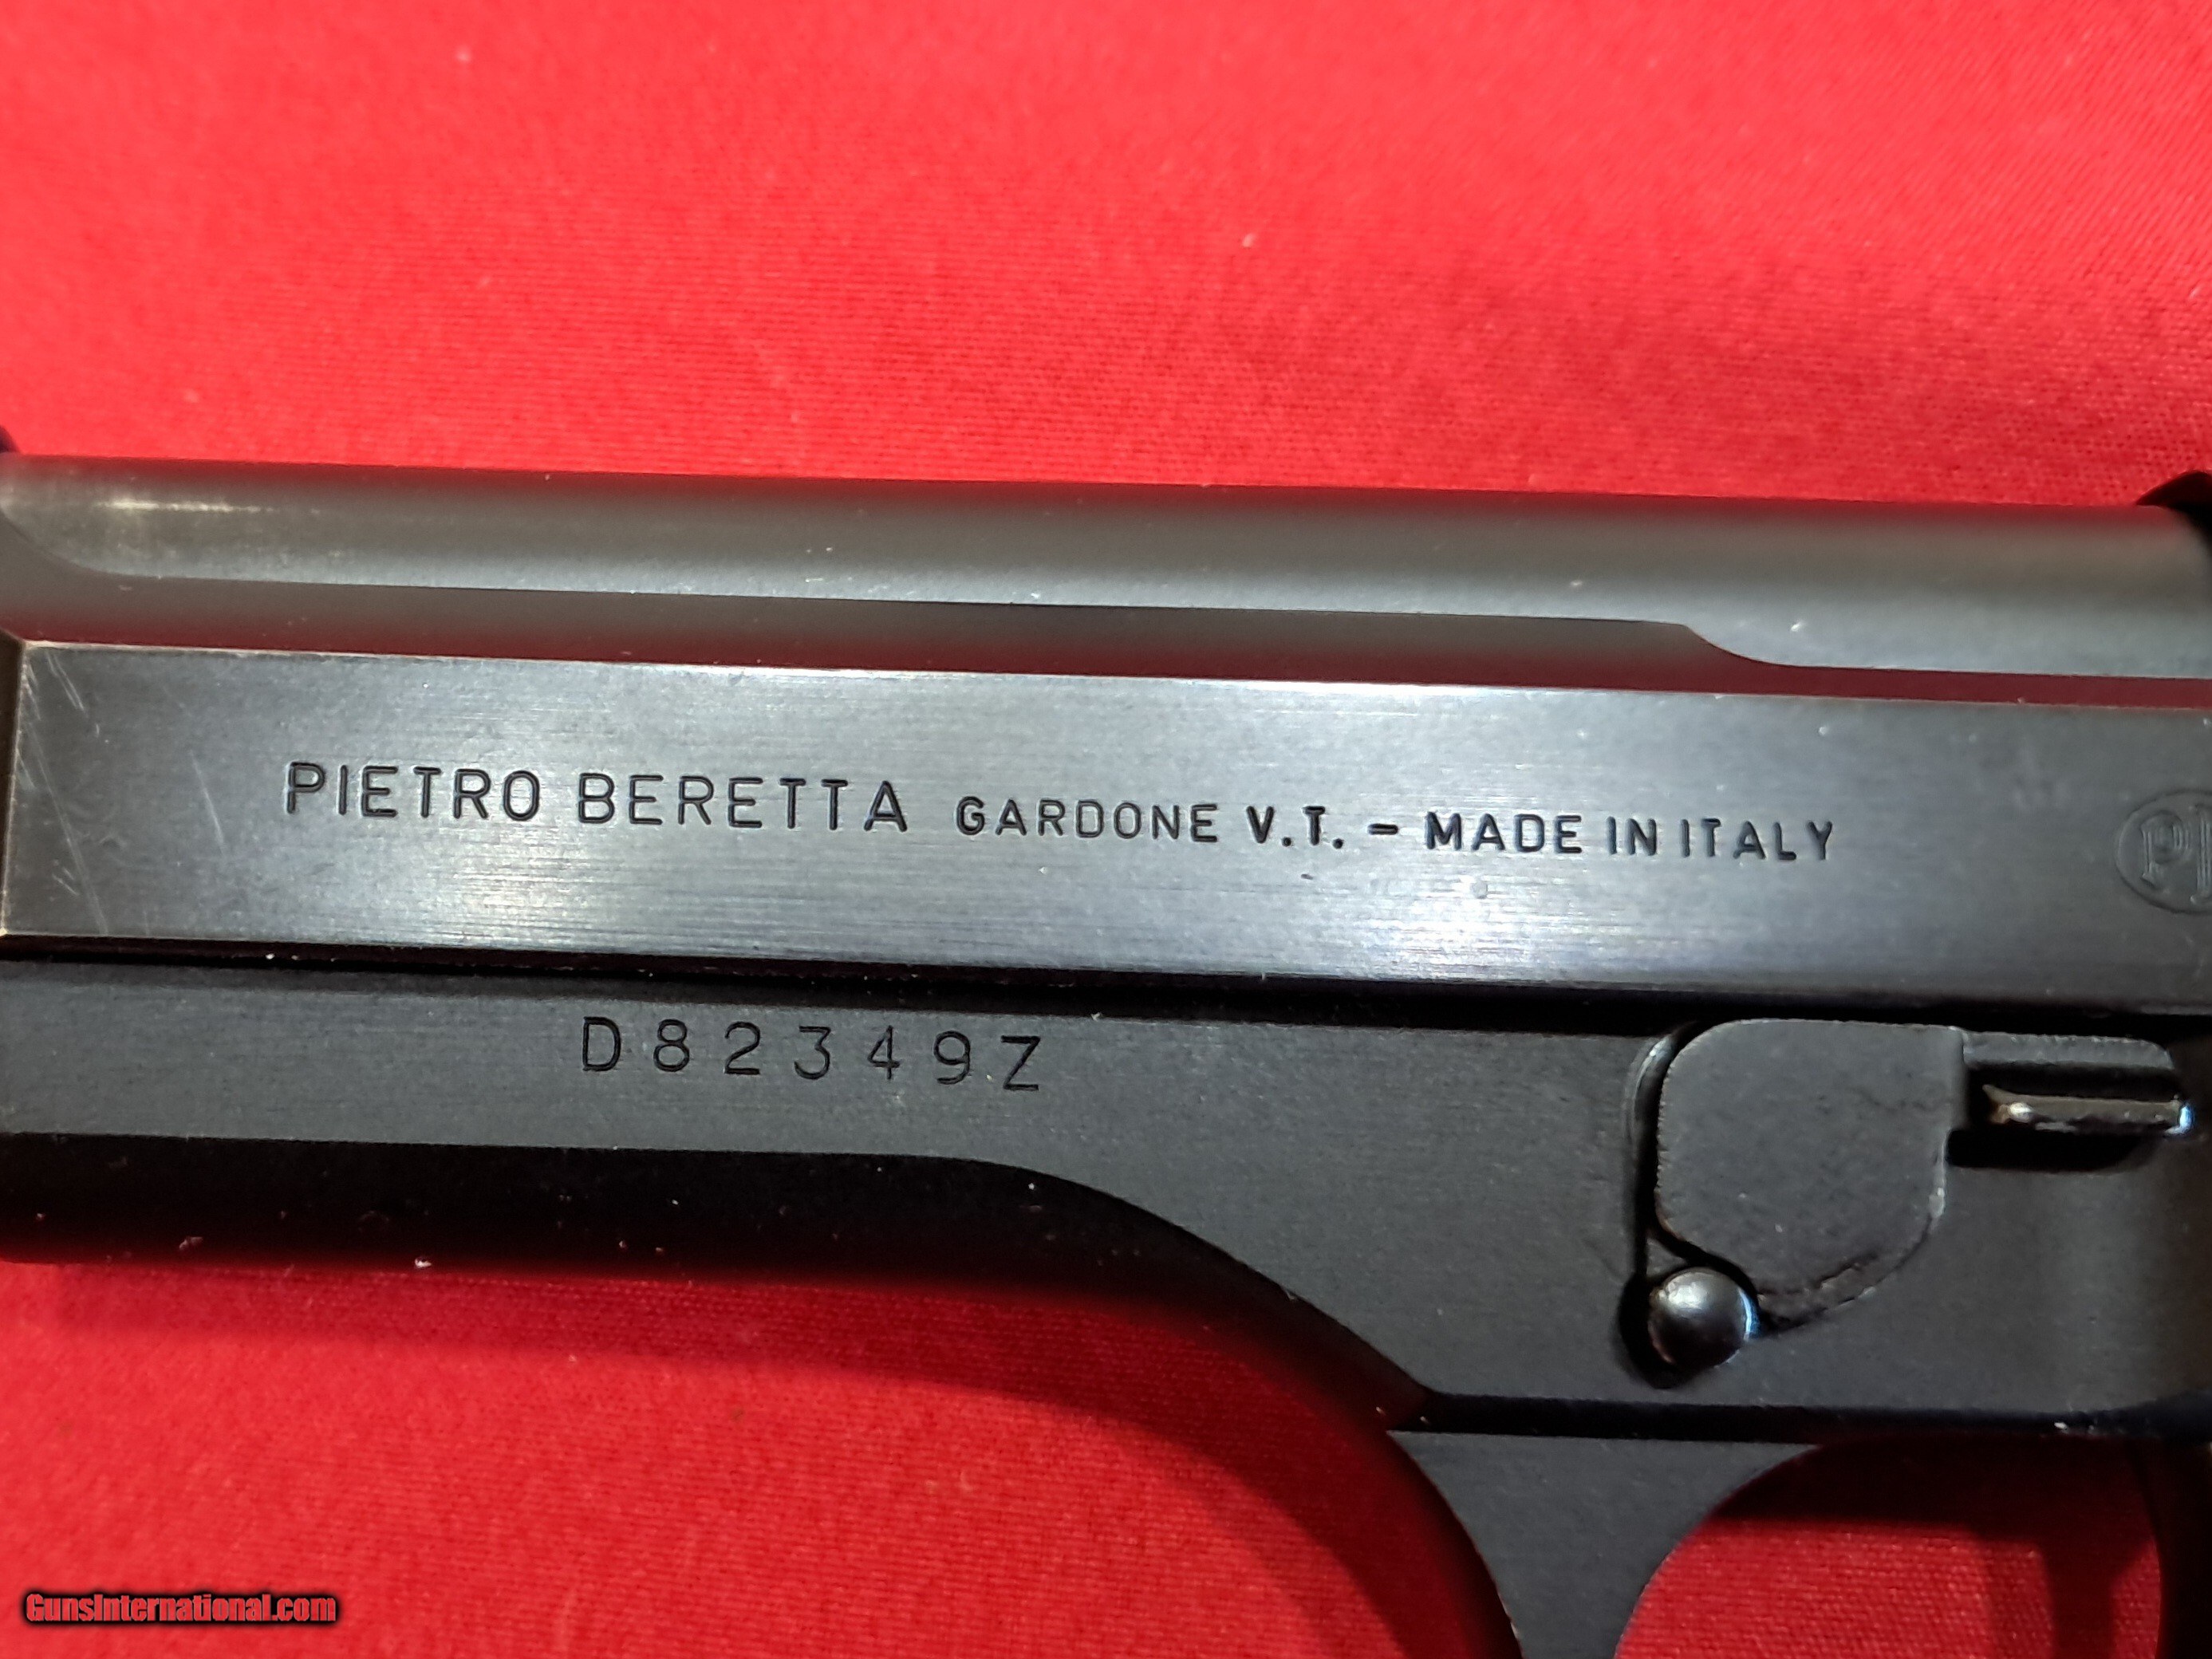 PIETRO BERETTA GARDONE V.T. - MADE IN ITALY
D82349Z
GunsInternational.com